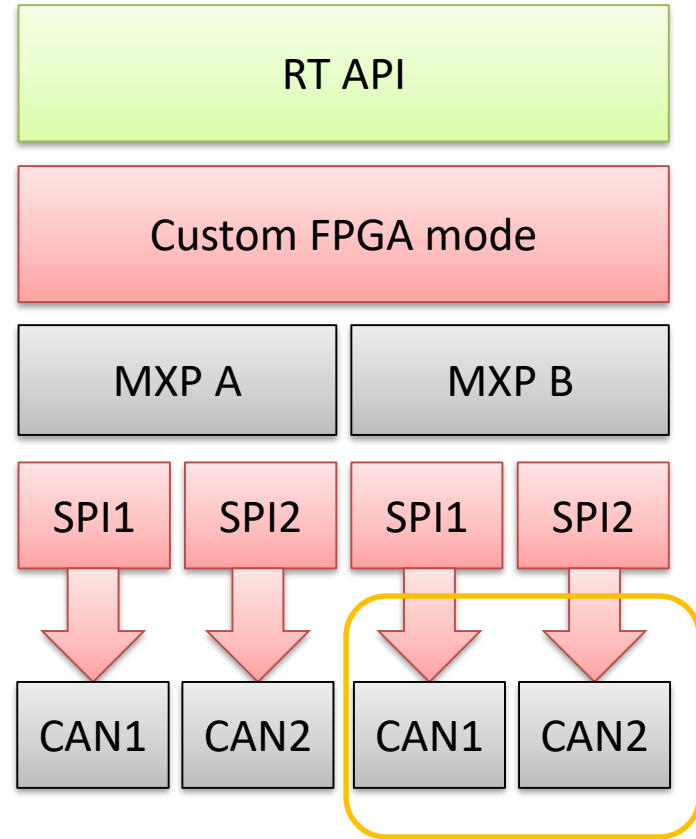 RT API
Custom FPGA mode
MXP A
MXP B
SPI1
SPI2
SPI1
SPI2
CAN1
CAN2
CAN1
CAN2